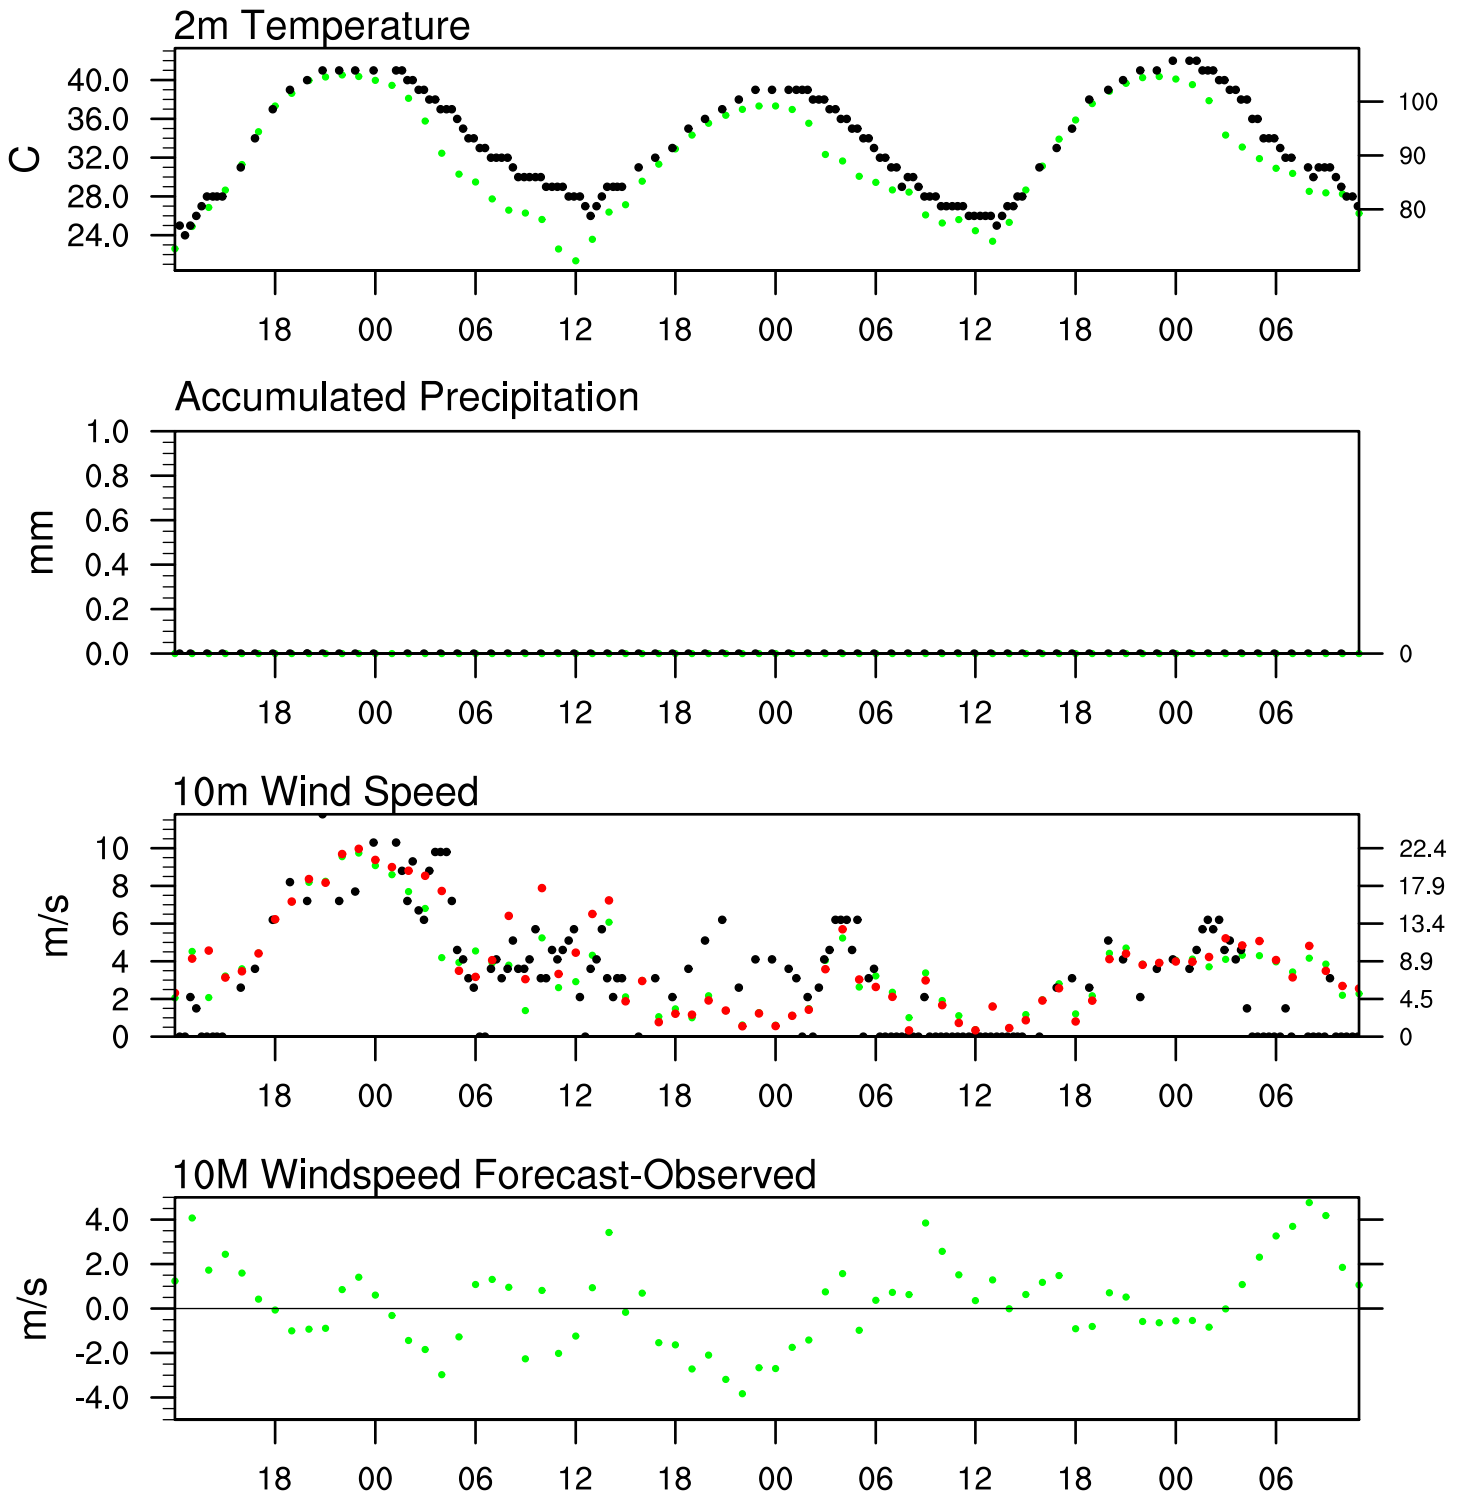 2m Temperature
C
40.0
36.0
32.0
28.0
24.0
100
90
80
18 00 06 12 18 00 06 12 18 00 06
Accumulated Precipitation
mm
1.0
0.8
0.6
0.4
0.2
0.0
0
18 00 06 12 18 00 06 12 18 00 06
10m Wind Speed
m/s
10
8
6
4
2
0
22.4
17.9
13.4
8.9
4.5
0
18 00 06 12 18 00 06 12 18 00 06
10M Windspeed Forecast-Observed
m/s
4.0
2.0
0.0
-2.0
-4.0
18 00 06 12 18 00 06 12 18 00 06